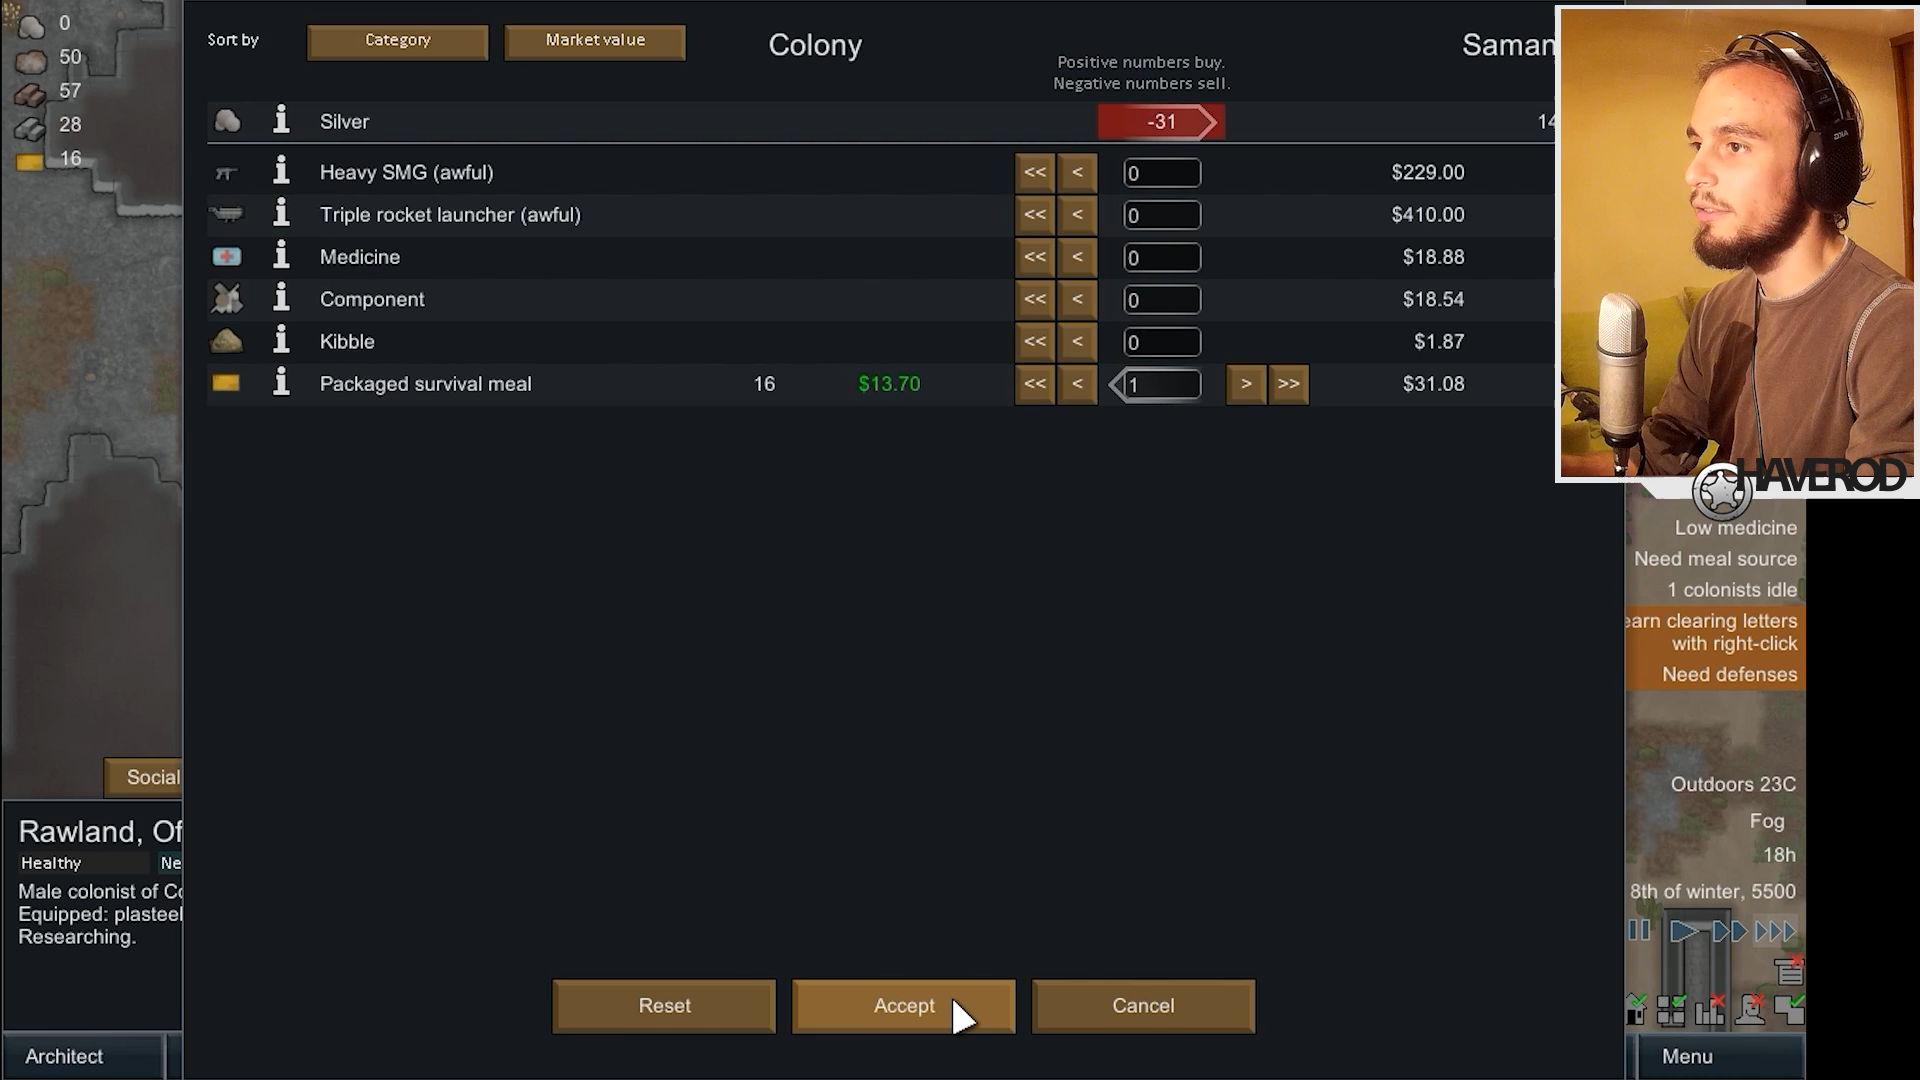 0
50
57
28
16
Sort by
Category
Market value
Colony
Positive numbers buy.
Negative numbers sell.
Saman
Silver
-31
14
Heavy SMG (awful)
<<
<
0
$229.00
Triple rocket launcher (awful)
<<
<
0
$410.00
Medicine
<<
<
0
$18.88
Component
<<
<
0
$18.54
Kibble
<<
<
0
$1.87
Packaged survival meal
16
$13.70
<<
<
1
>
>>
$31.08
HAVEROD
Low medicine
Need meal source
1 colonists idle
earn clearing letters
with right-click
Need defenses
Social
Outdoors 23C
Fog
18h
8th of winter, 5500
Rawland, Of
Healthy
Ne
Male colonist of Co
Equipped: plasteel
Researching.
Reset
Accept
Cancel
Architect
Menu